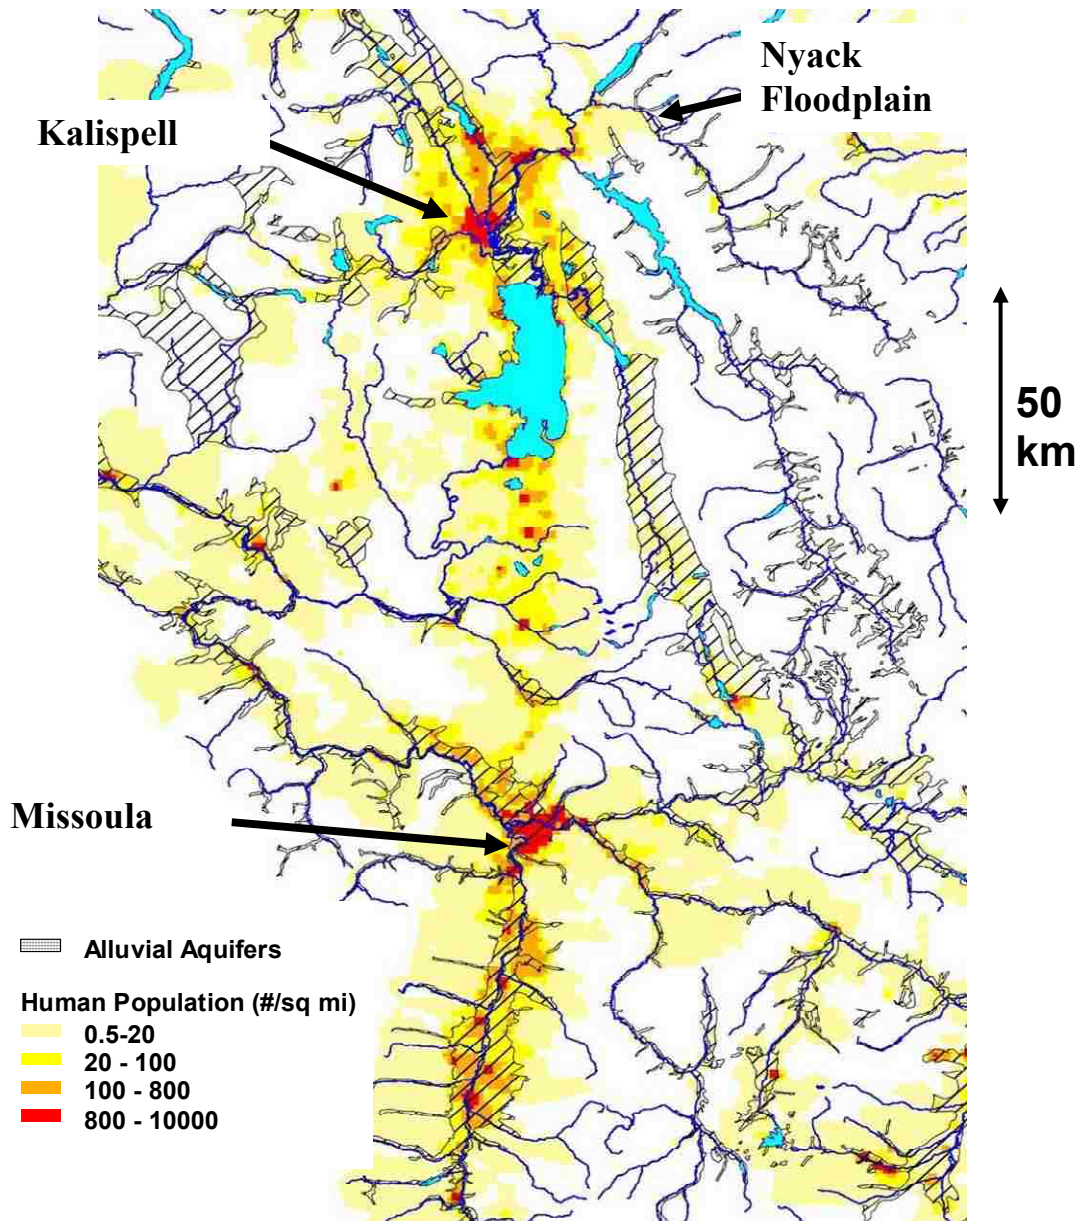 Nyack
Floodplain
Kalispell
50
km
Missoula
Alluvial Aquifers
Human Population (#/sq mi)
0.5-20
20 - 100
100 - 800
800 - 10000